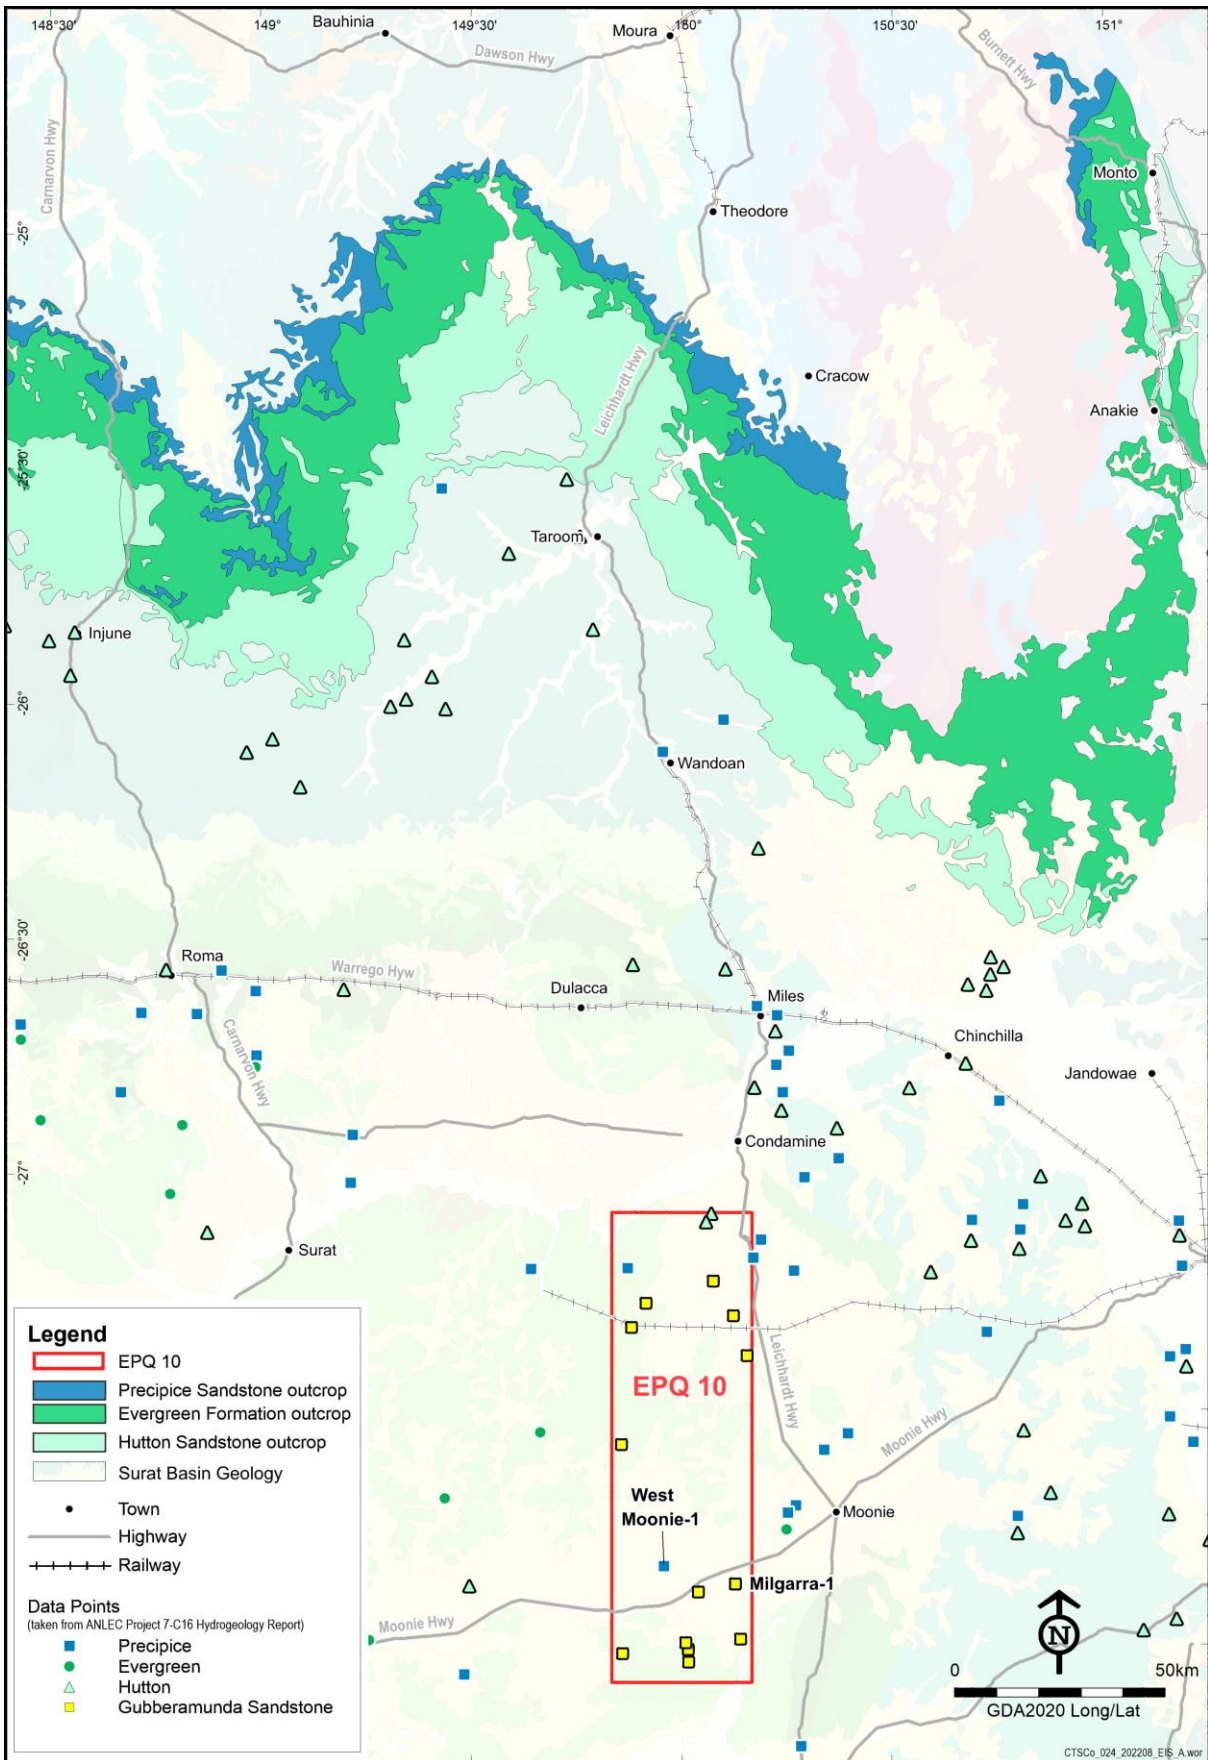 148°30'
149°
149°30'
150°
150°30'
151°
Bauhinia
Moura
Dawson Hwy
Burnett Hwy
Carnarvon Hwy
Monto
Theodore
-25°
Leichhardt Hwy
Cracow
Anakie
-25°30'
Taroom
Injune
-26°
Wandoan
-26°30'
Roma
Warrego Hyw
Dulacca
Miles
Chinchilla
Carnarvon Hwy
Jandowae
Condamine
-27°
Surat
Legend
EPQ 10
Precipice Sandstone outcrop
Evergreen Formation outcrop
Hutton Sandstone outcrop
Surat Basin Geology
Town
Highway
Railway
Data Points
(taken from ANLEC Project 7-C16 Hydrogeology Report)
Precipice
Evergreen
Hutton
Gubberamunda Sandstone
EPQ 10
Leichhardt Hwy
Moonie Hwy
West
Moonie-1
Moonie
Milgarra-1
Moonie Hwy
N
0
50km
GDA2020 Long/Lat
CTSCo_024_202208_EIS_A.wor